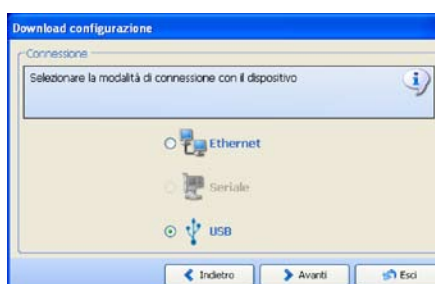 Download configurazione
Connessione
Selezionare la modalità di connessione con il dispositivo
Ethernet
Seriale
USB
Indietro
Avanti
Esci